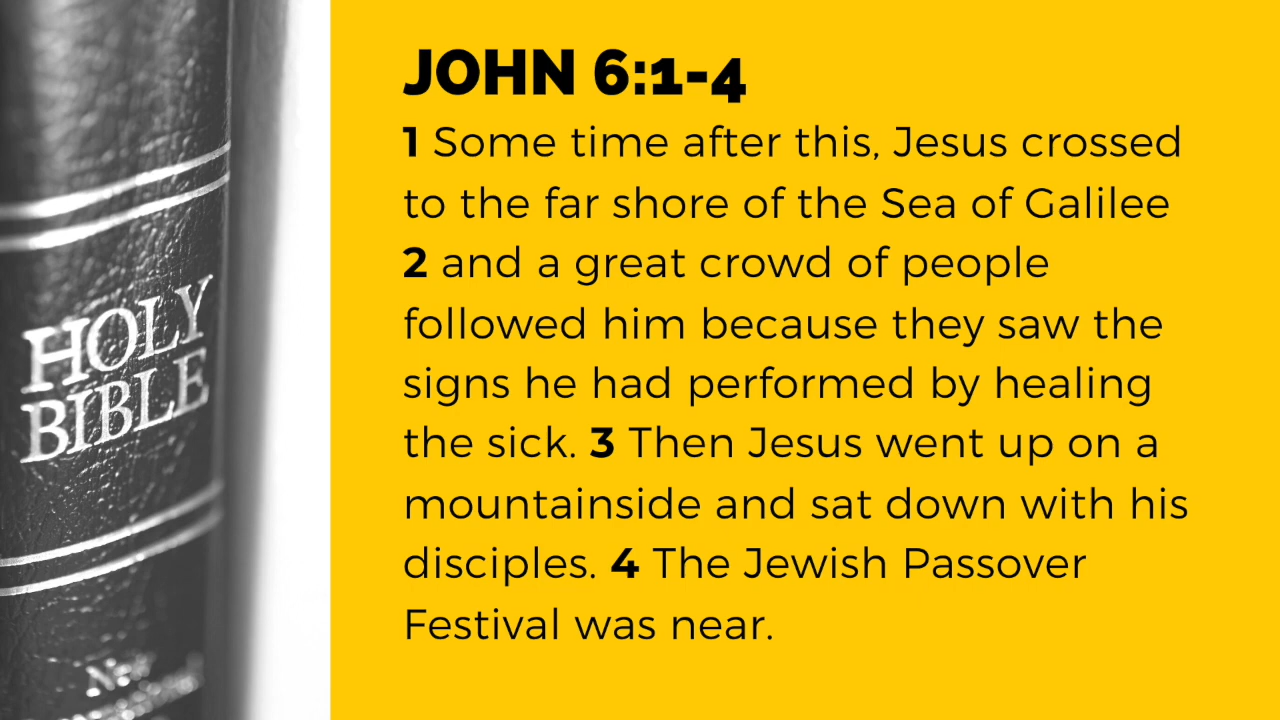 HOLY
BIBLE
JOHN 6:1-4
1 Some time after this, Jesus crossed
to the far shore of the Sea of Galilee
2 and a great crowd of people
followed him because they saw the
signs he had performed by healing
the sick. 3 Then Jesus went up on a
mountainside and sat down with his
disciples. 4 The Jewish Passover
Festival was near.